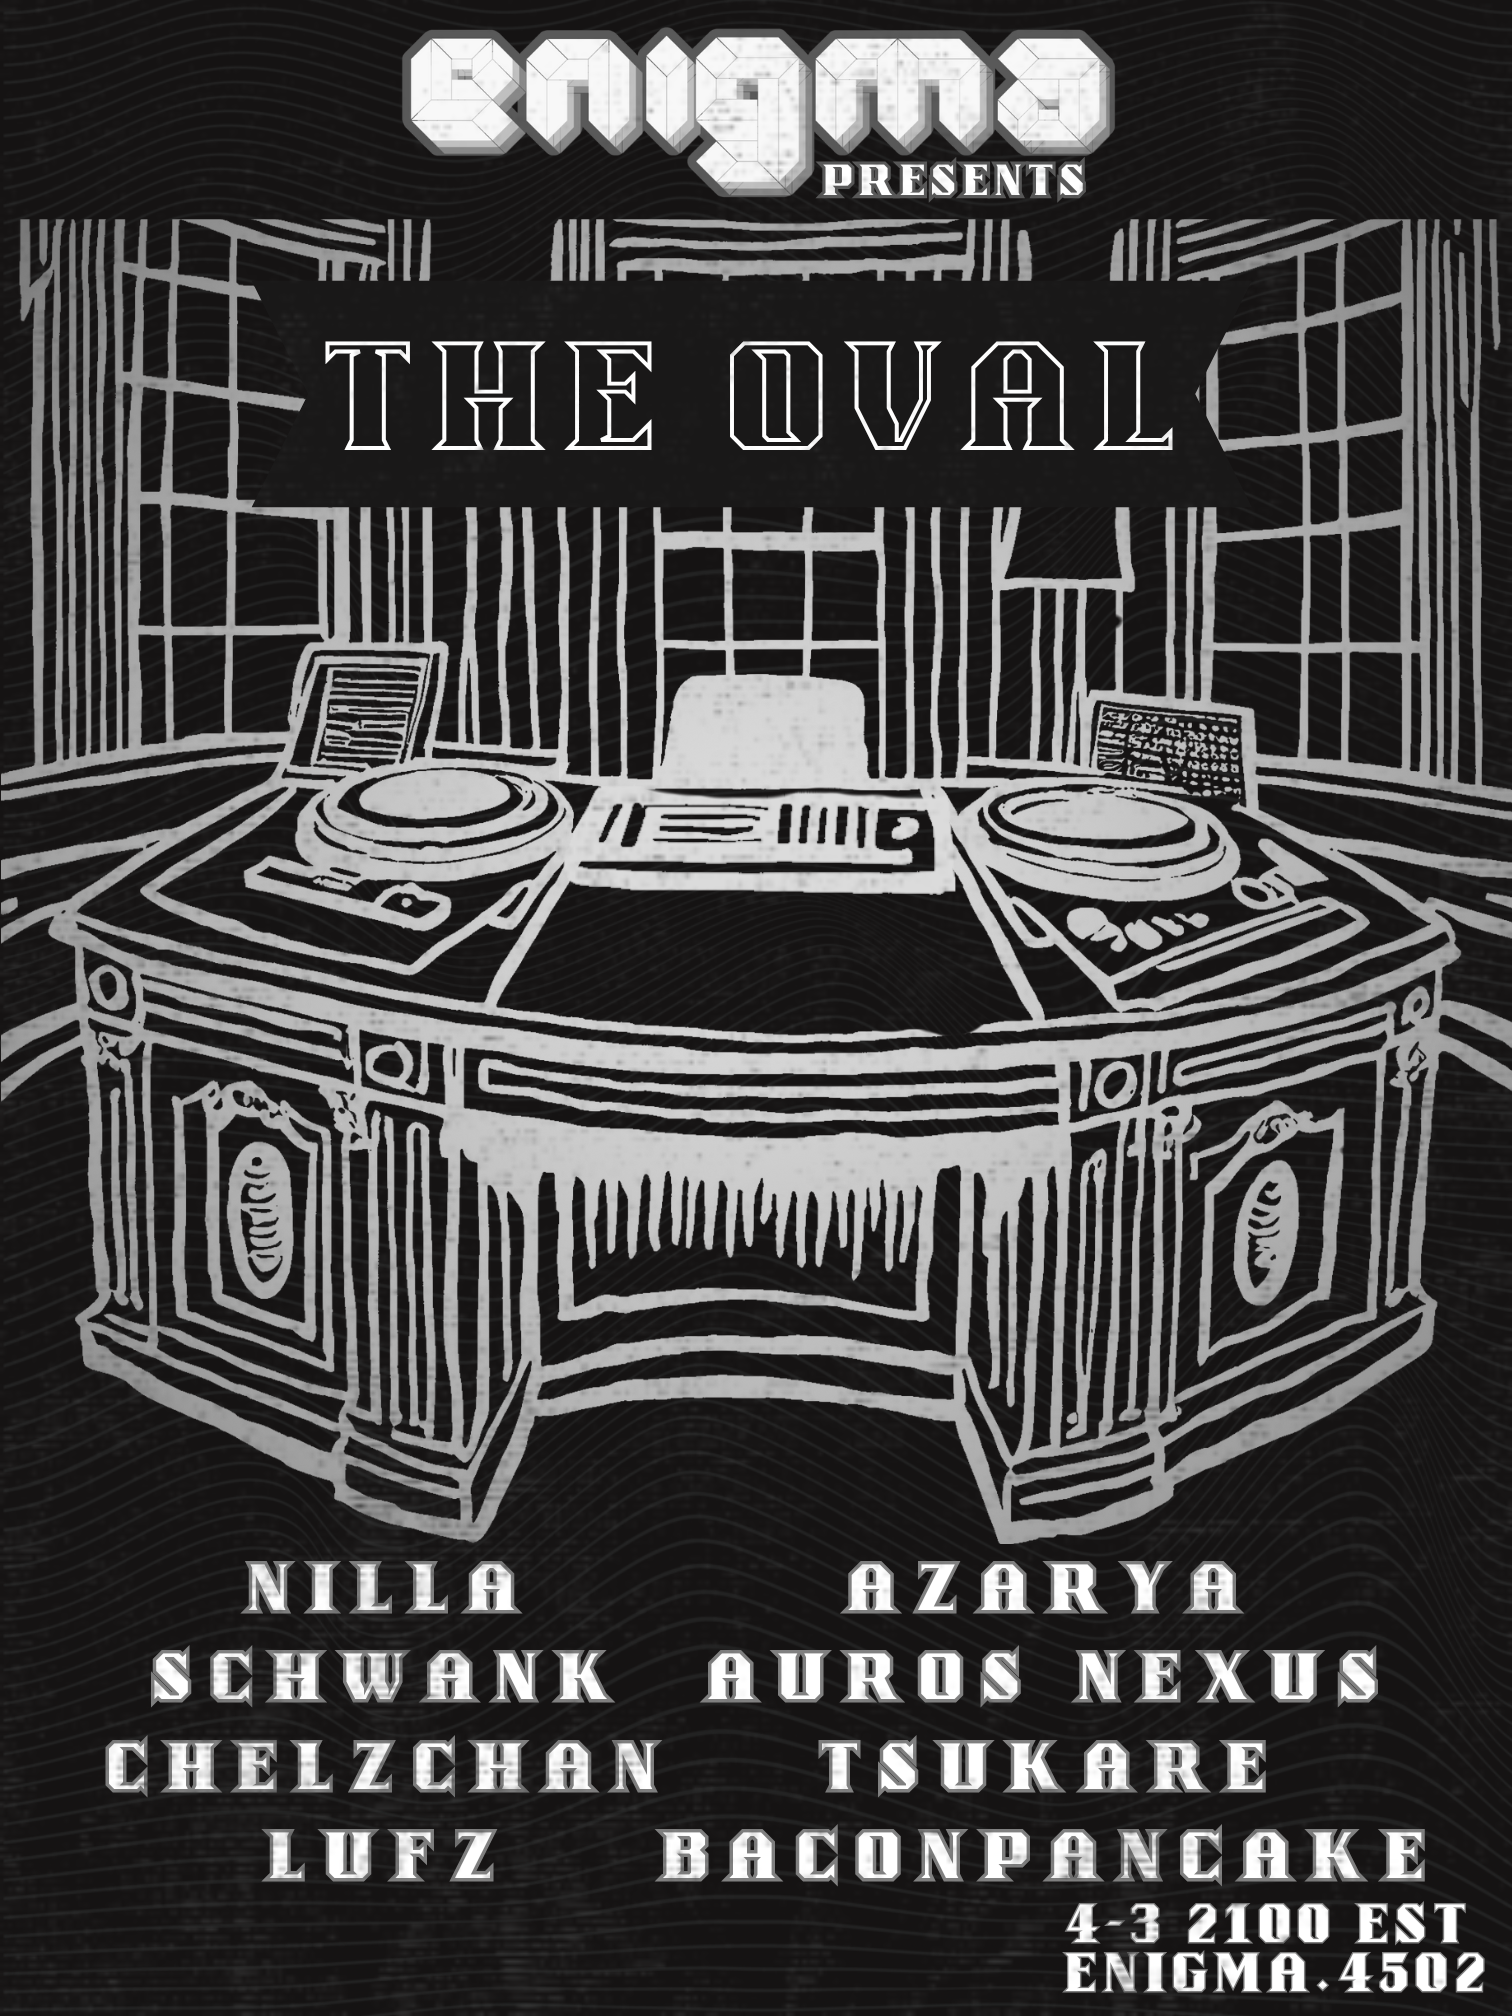 enigma
PRESENTS
THE OVAL
NILLA
AZARYA
SCHWANK
AUROS NEXUS
CHELZCHAN
TSUKARE
LUFZ
BACONPANCAKE
4-3 2100 EST
ENIGMA.4502